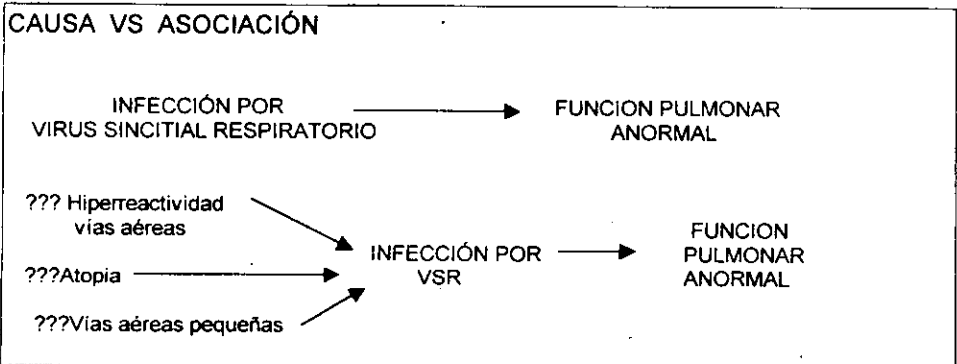 CAUSA VS ASOCIACIÓN
INFECCIÓN POR
VIRUS SINCITIAL RESPIRATORIO
FUNCION PULMONAR
ANORMAL
??? Hiperreactividad
vías aéreas
???Atopia
???Vías aéreas pequeñas
INFECCIÓN POR
VSR
FUNCION
PULMONAR
ANORMAL